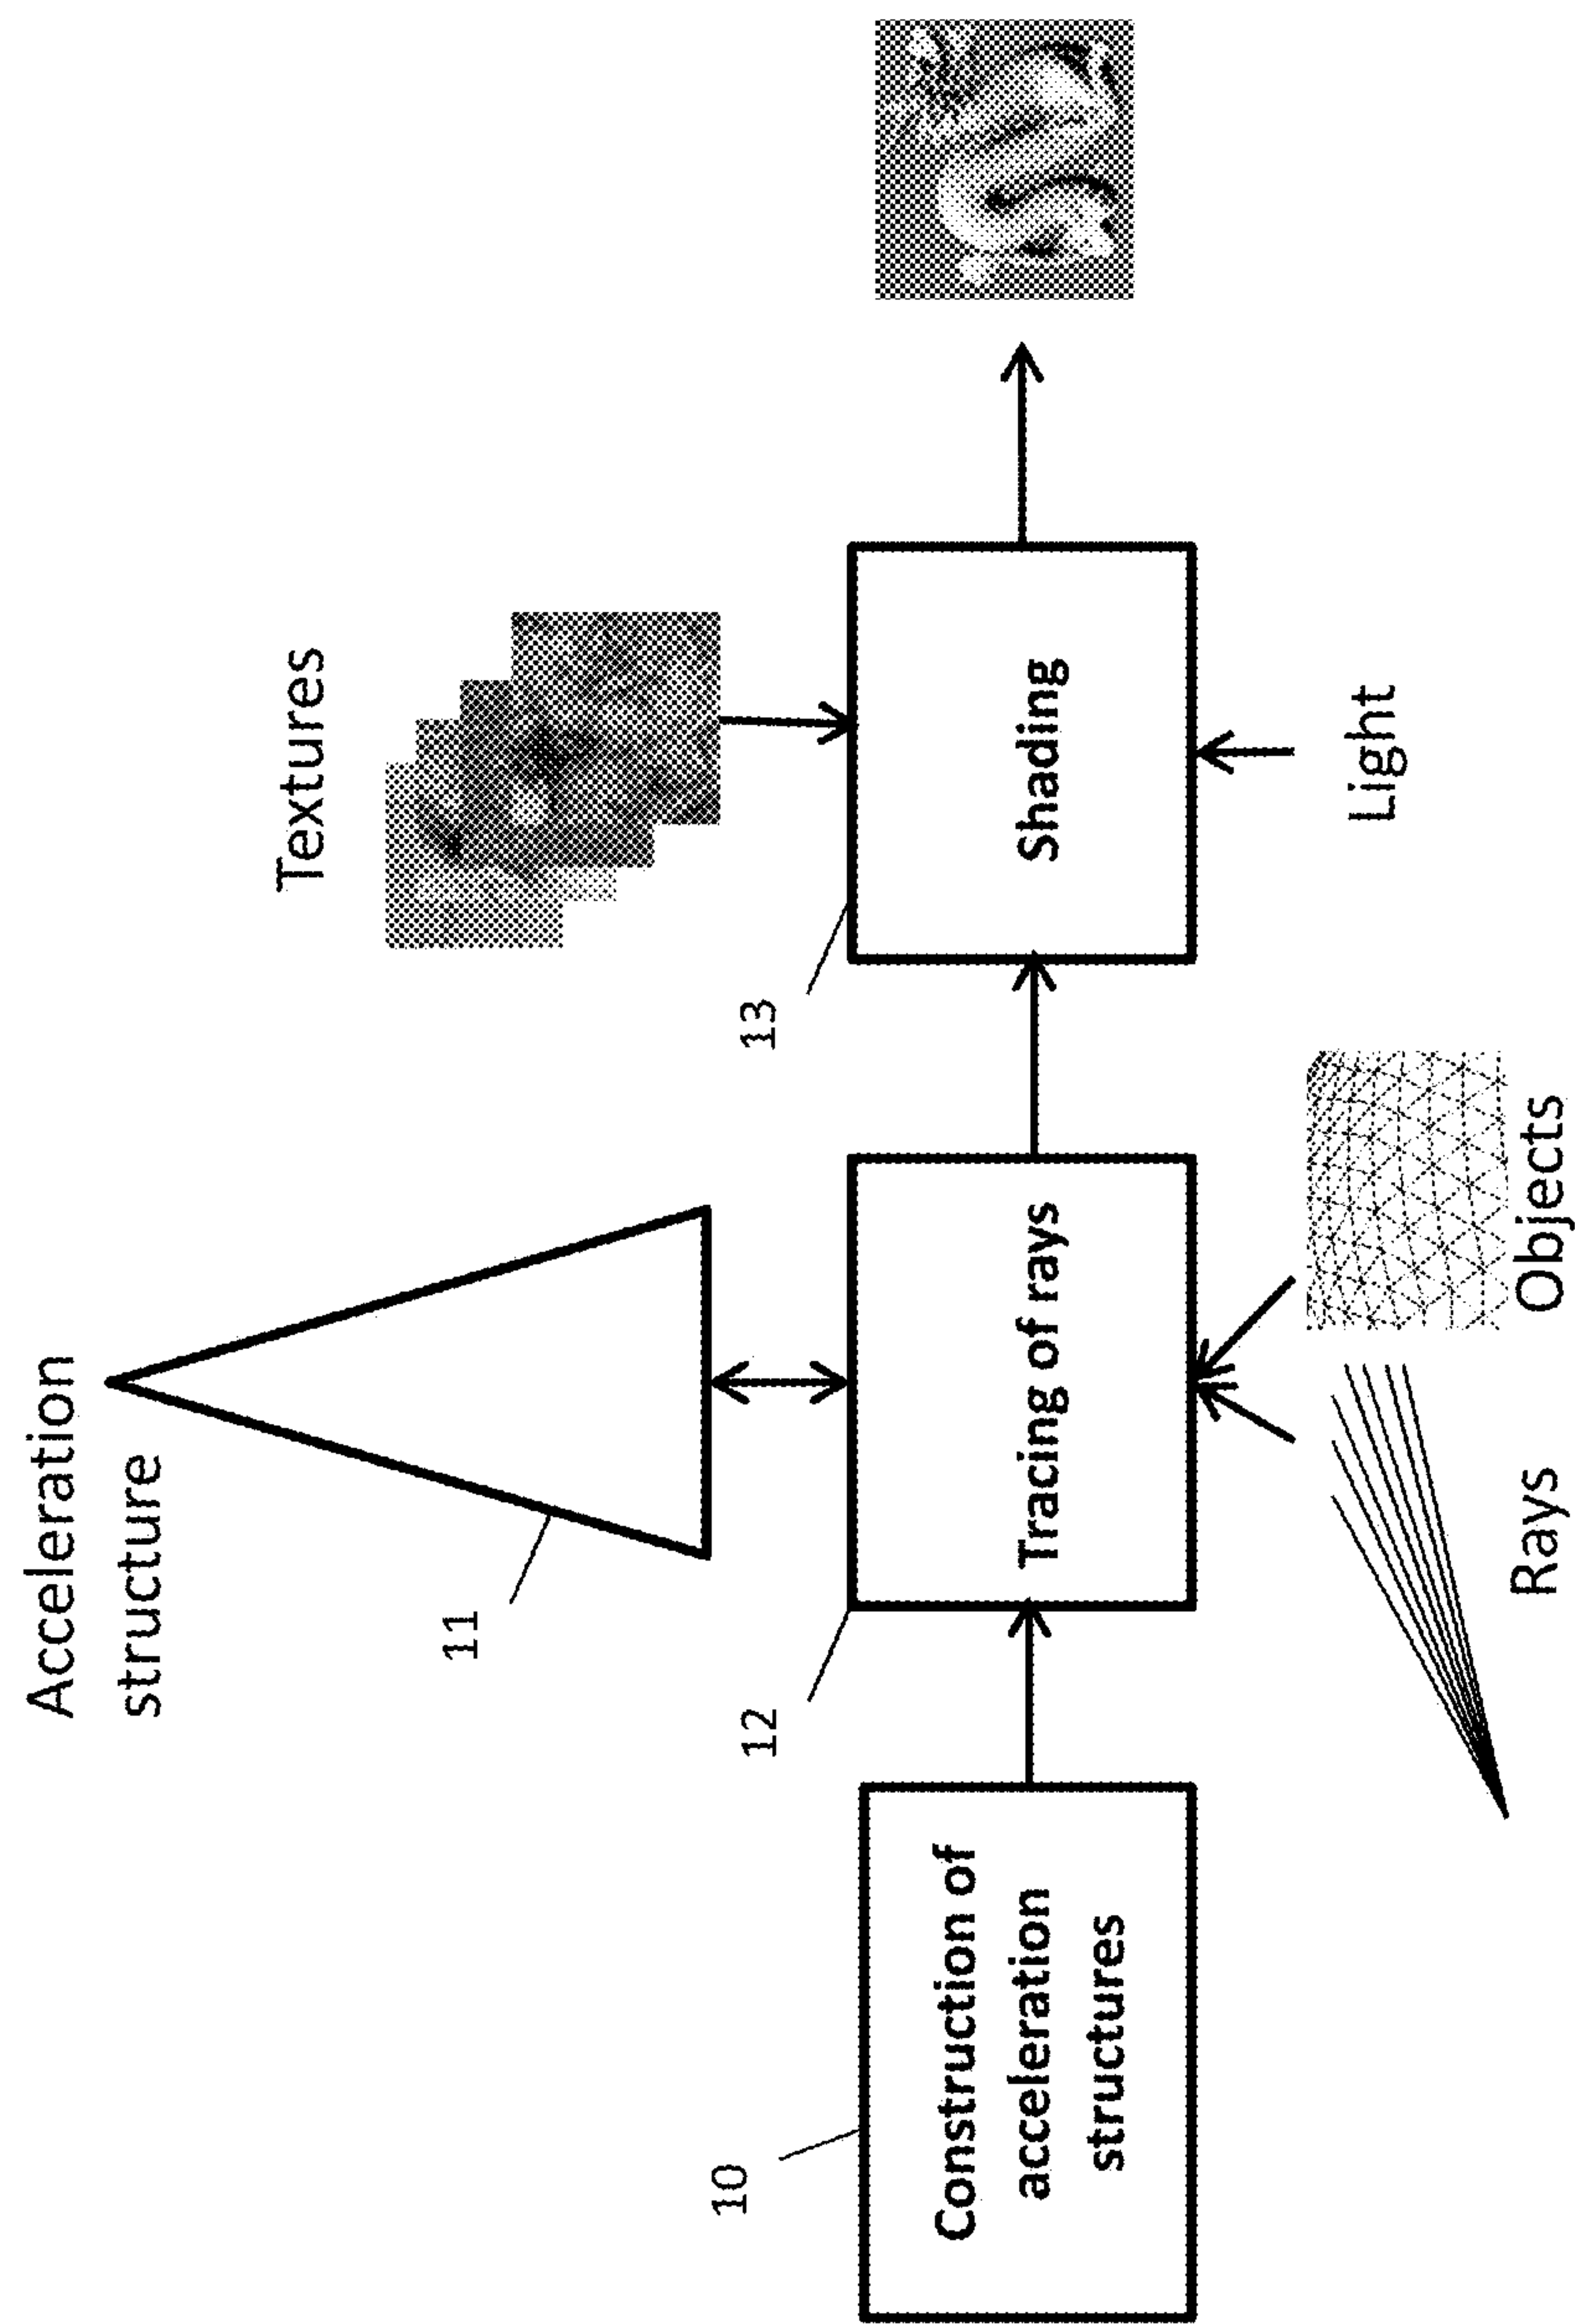 Acceleration
structure
11
Textures
10
Construction of
acceleration
structures
12
Tracing of rays
13
Shading
Rays
Objects
Light